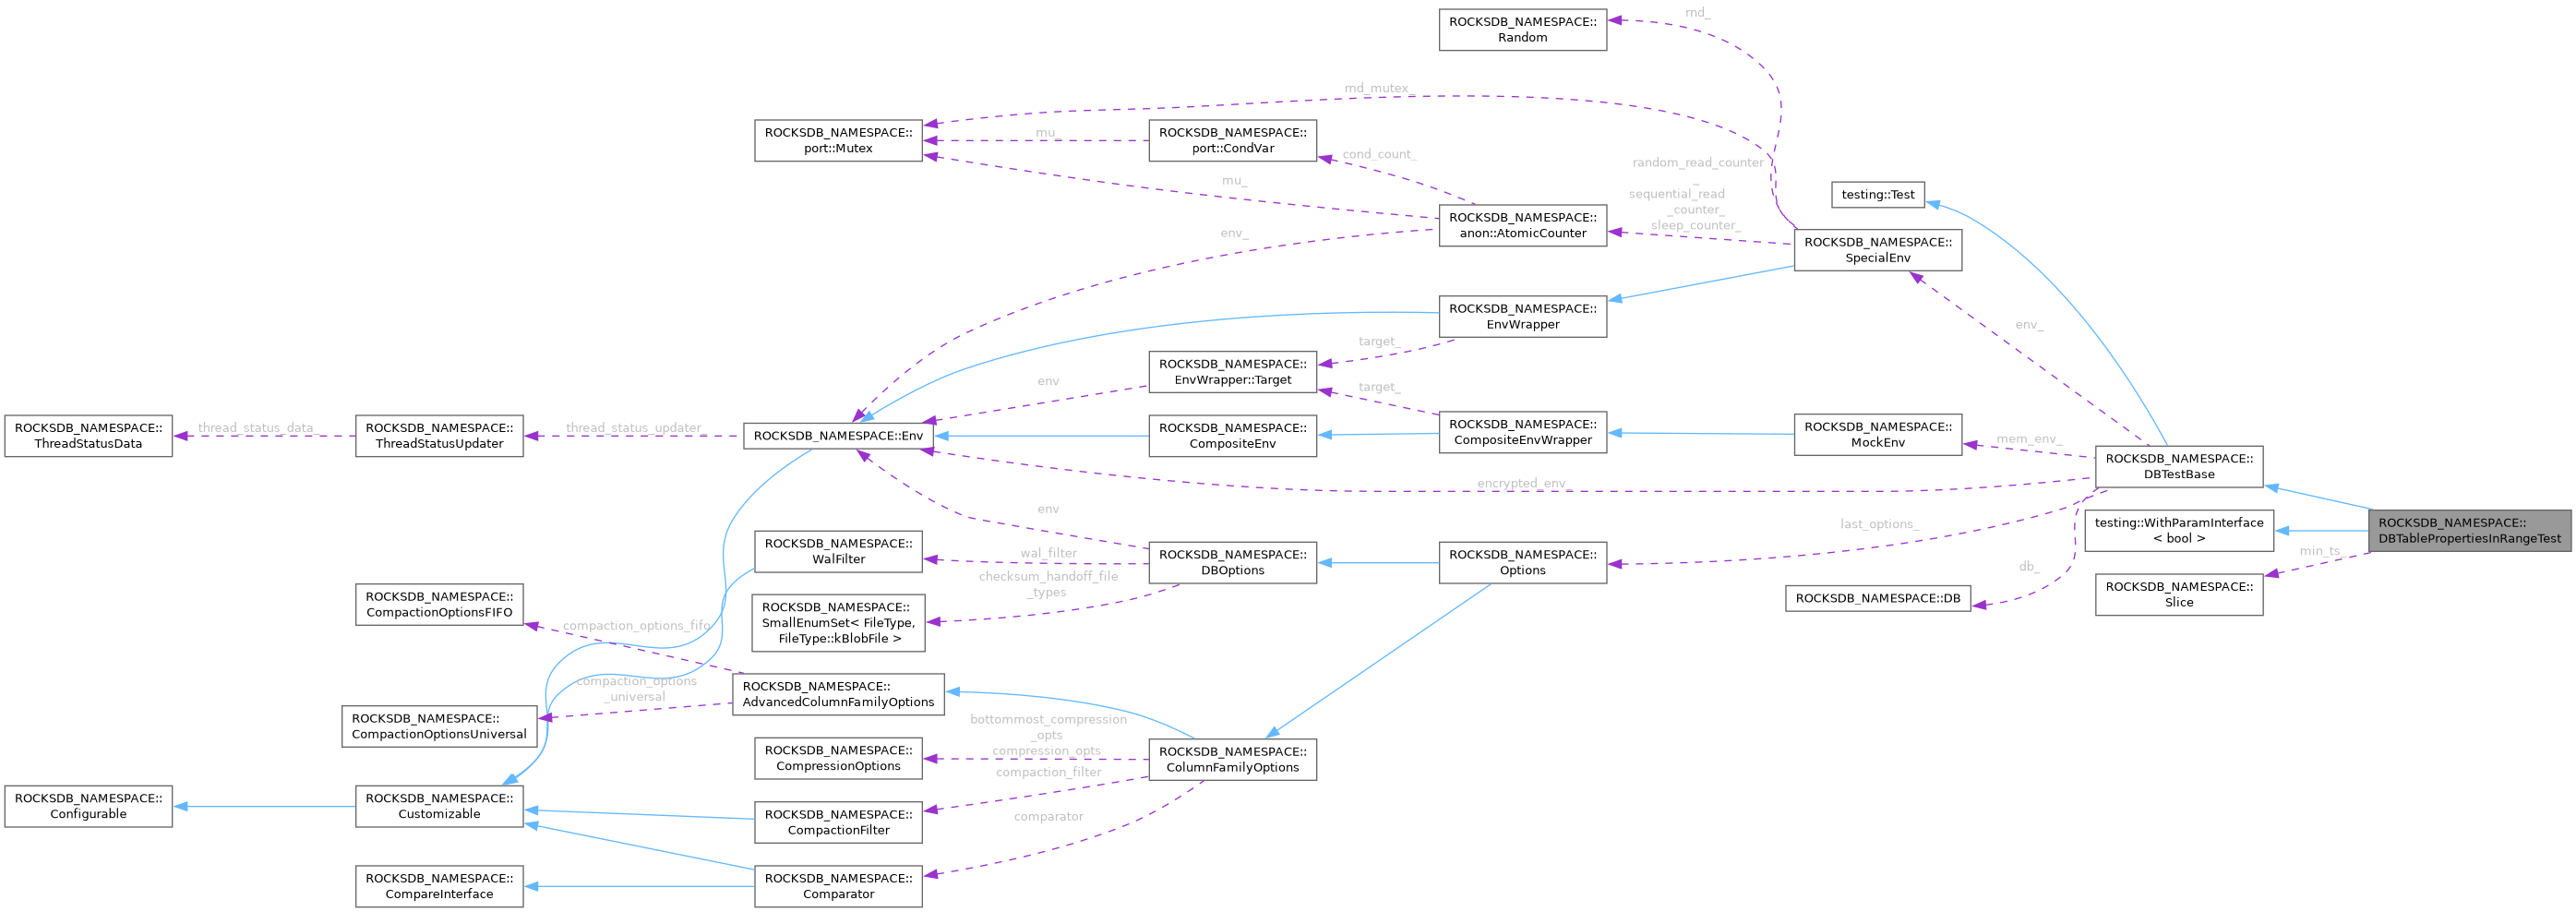 ROCKSDB_NAMESPACE::
Random
rnd_
rnd_mutex_
ROCKSDB_NAMESPACE::
port::Mutex
mu_
ROCKSDB_NAMESPACE::
port::CondVar
cond_count_
mu_
random_read_counter
_
sequential_read
_counter_
sleep_counter_
testing::Test
ROCKSDB_NAMESPACE::
anon::AtomicCounter
env_
ROCKSDB_NAMESPACE::
SpecialEnv
ROCKSDB_NAMESPACE::
EnvWrapper
env_
target_
ROCKSDB_NAMESPACE::
EnvWrapper::Target
env
target_
ROCKSDB_NAMESPACE::
ThreadStatusData
thread_status_data_
ROCKSDB_NAMESPACE::
ThreadStatusUpdater
thread_status_updater_
ROCKSDB_NAMESPACE::Env
ROCKSDB_NAMESPACE::
CompositeEnv
ROCKSDB_NAMESPACE::
CompositeEnvWrapper
ROCKSDB_NAMESPACE::
MockEnv
mem_env_
ROCKSDB_NAMESPACE::
DBTestBase
encrypted_env_
env
last_options_
testing::WithParamInterface
< bool >
ROCKSDB_NAMESPACE::
DBTablePropertiesInRangeTest
ROCKSDB_NAMESPACE::
WalFilter
wal_filter
ROCKSDB_NAMESPACE::
DBOptions
ROCKSDB_NAMESPACE::
Options
min_ts_
db_
checksum_handoff_file
_types
ROCKSDB_NAMESPACE::
CompactionOptionsFIFO
ROCKSDB_NAMESPACE::
SmallEnumSet< FileType,
FileType::kBlobFile >
ROCKSDB_NAMESPACE::DB
ROCKSDB_NAMESPACE::
Slice
compaction_options_fifo
compaction_options
_universal
ROCKSDB_NAMESPACE::
AdvancedColumnFamilyOptions
ROCKSDB_NAMESPACE::
CompactionOptionsUniversal
bottommost_compression
_opts
compression_opts
ROCKSDB_NAMESPACE::
CompressionOptions
ROCKSDB_NAMESPACE::
ColumnFamilyOptions
compaction_filter
ROCKSDB_NAMESPACE::
Configurable
ROCKSDB_NAMESPACE::
Customizable
ROCKSDB_NAMESPACE::
CompactionFilter
comparator
ROCKSDB_NAMESPACE::
CompareInterface
ROCKSDB_NAMESPACE::
Comparator